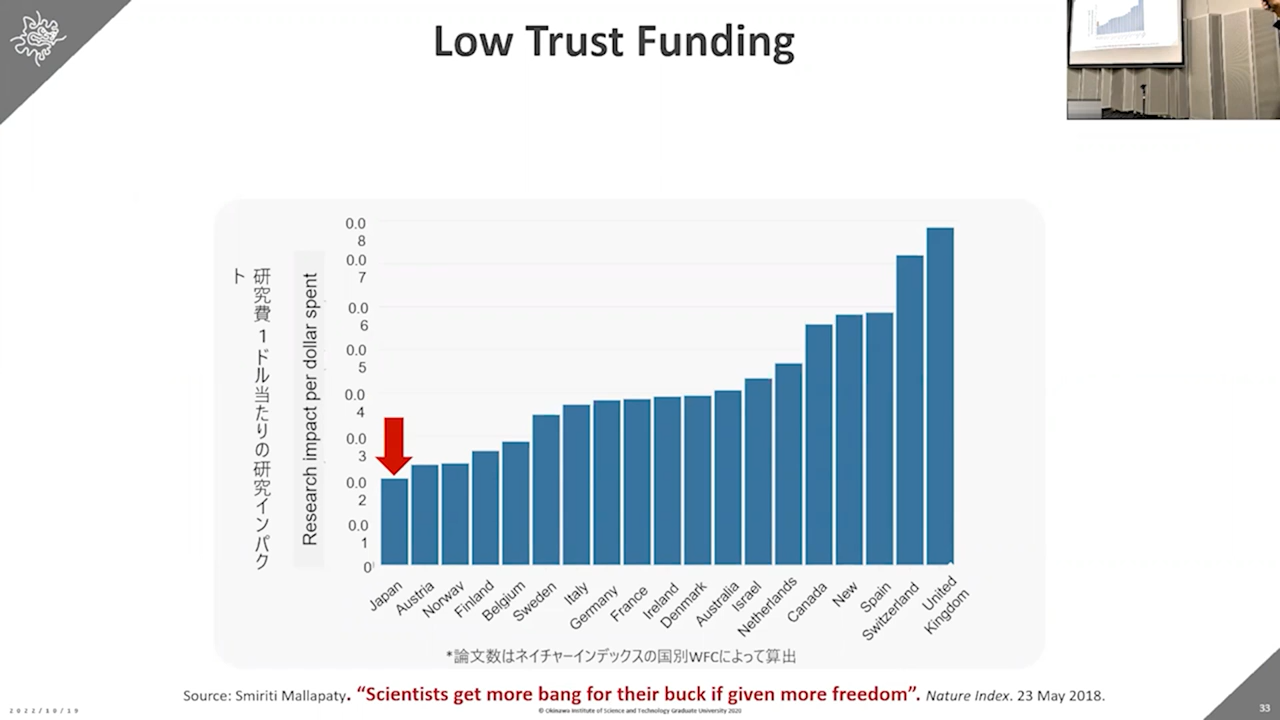 Low Trust Funding
研究費 1 ドル当たりの研究インパク
ト
Research impact per dollar spent
0.0
8
0.0
7
0.0
6
0.0
5
0.0
4
0.0
3
0.0
2
0.0
1
0
Japan
Austria
Norway
Finland
Belgium
Sweden
Italy
Germany
France
Ireland
Denmark
Australia
Israel
Netherlands
Canada
New
Spain
Switzerland
United
Kingdom
*論文数はネイチャーインデックスの国別WFCによって算出
Source: Smiriti Mallapaty. “Scientists get more bang for their buck if given more freedom”. Nature Index. 23 May 2018.
2022/10/19
© Okinawa Institute of Science and Technology Graduate University 2020
33